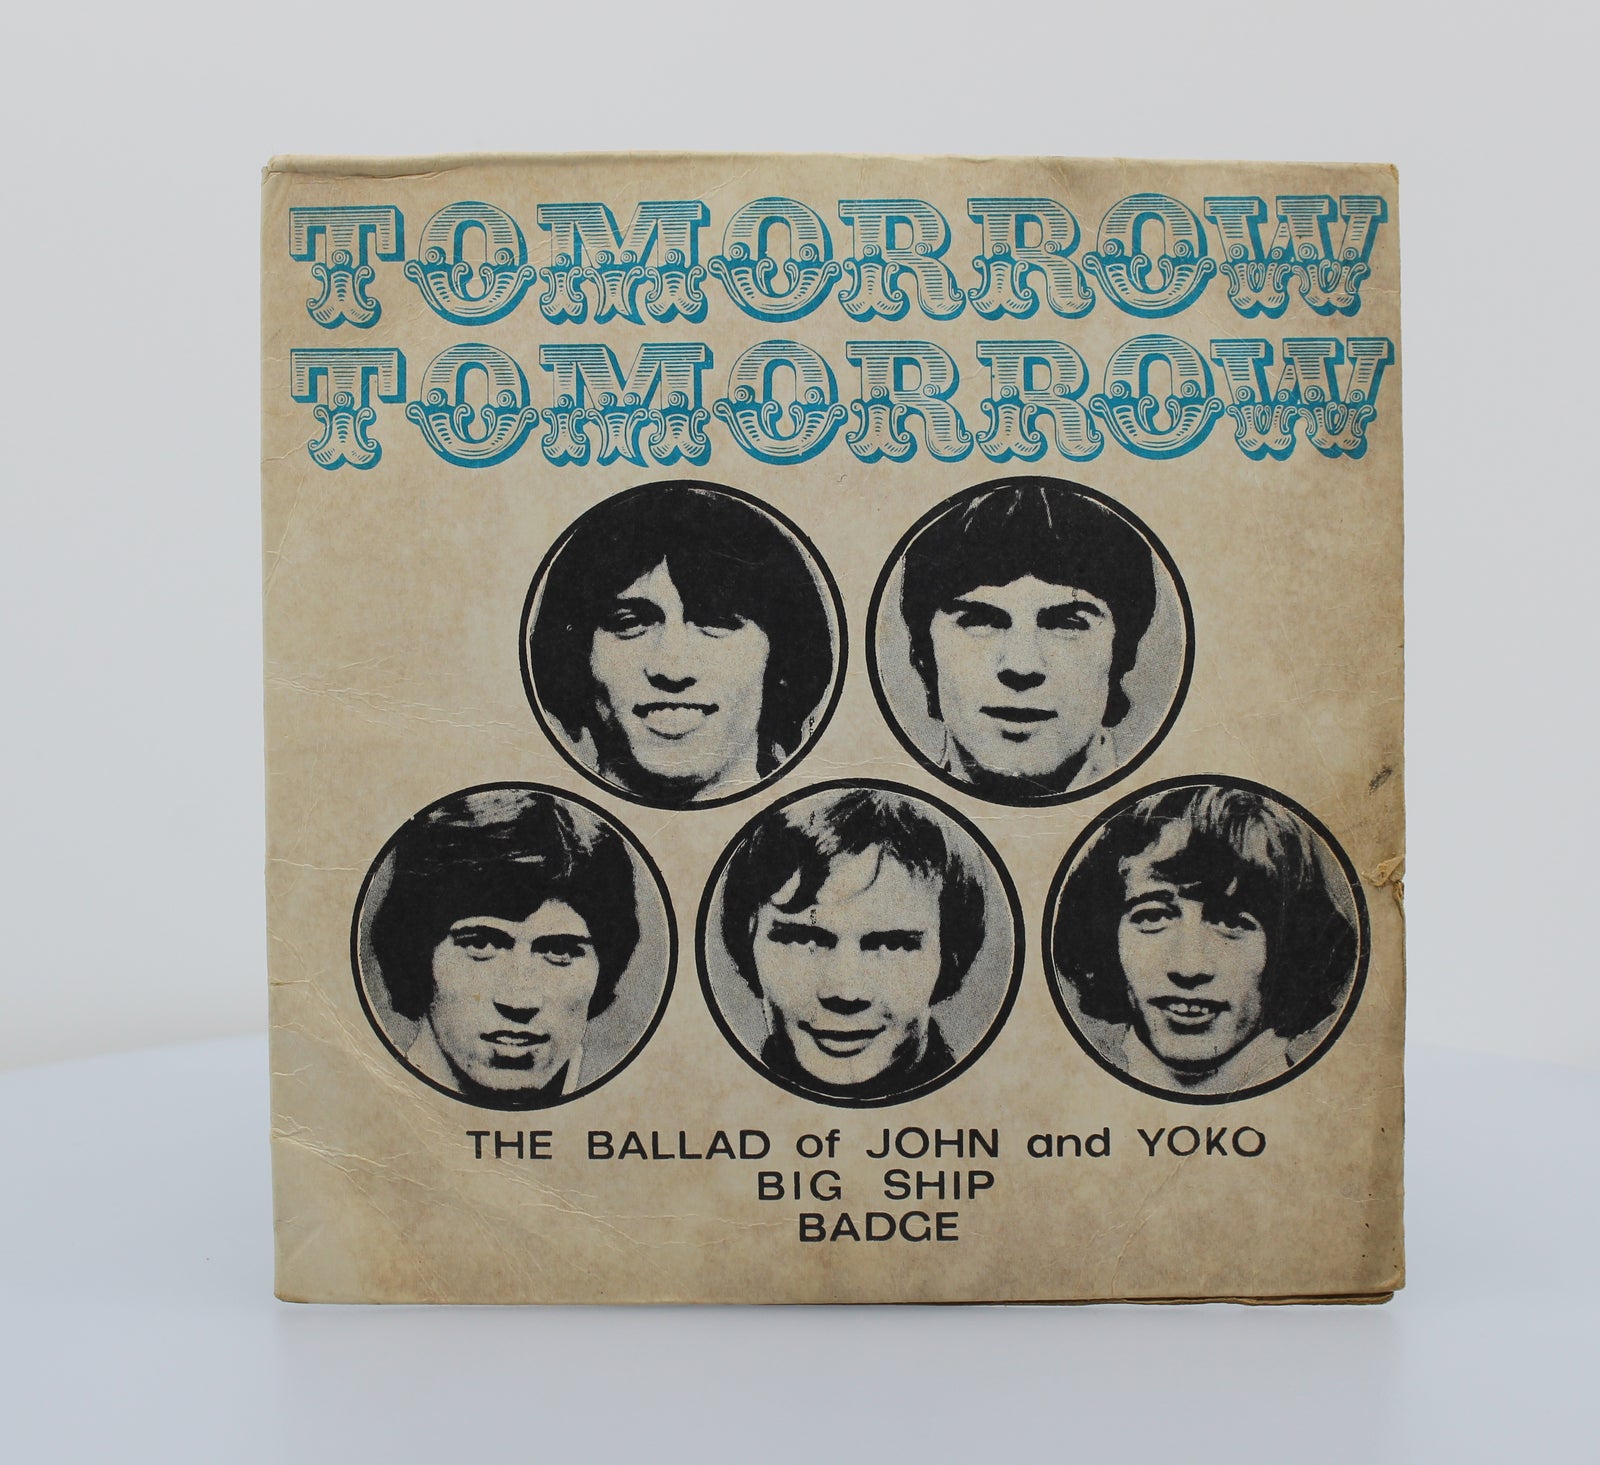 TOMORROW
TOMORROW
THE BALLAD of JOHN and YOKO
BIG SHIP
BADGE